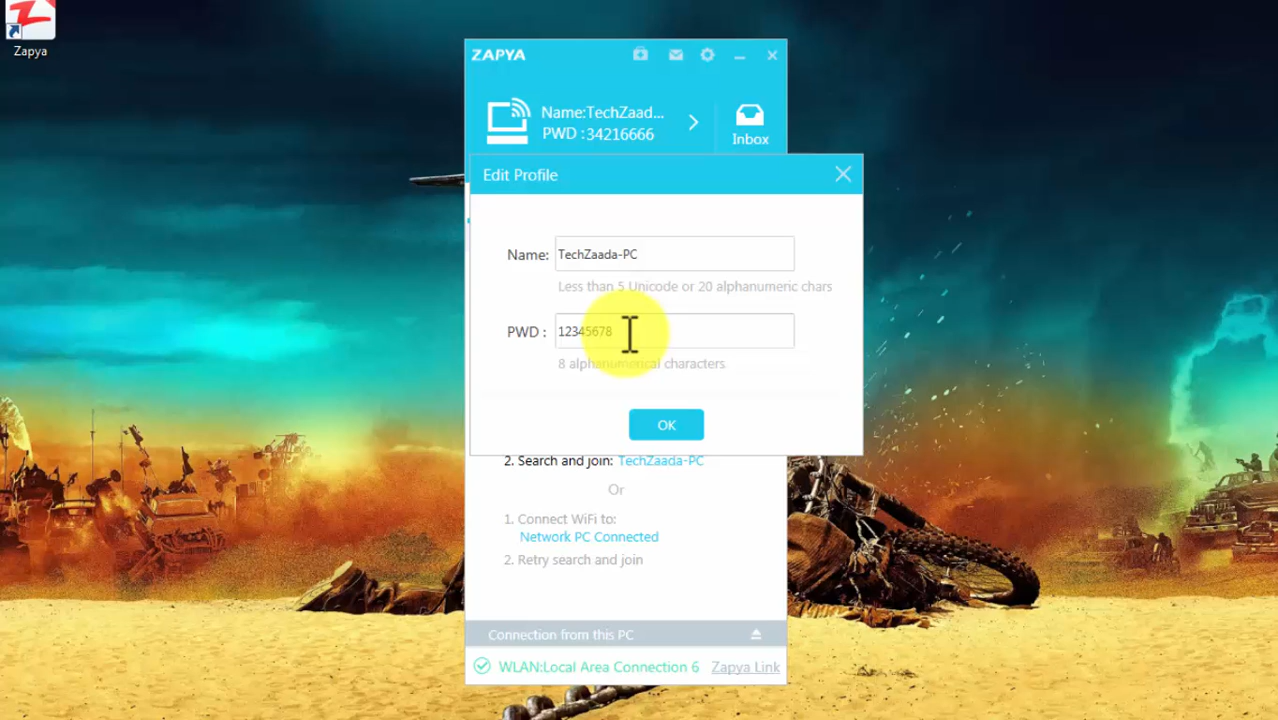 Zapya
ZAPYA
Name:TechZaad...
PWD :34216666
Inbox
Edit Profile
Name: TechZaada-PC
Less than 5 Unicode or 20 alphanumeric chars
PWD : 12345678
8 alphanumerical characters
OK
2. Search and join: TechZaada-PC
Or
1. Connect WiFi to:
Network PC Connected
2. Retry search and join
Connection from this PC
WLAN:Local Area Connection 6 Zapya Link